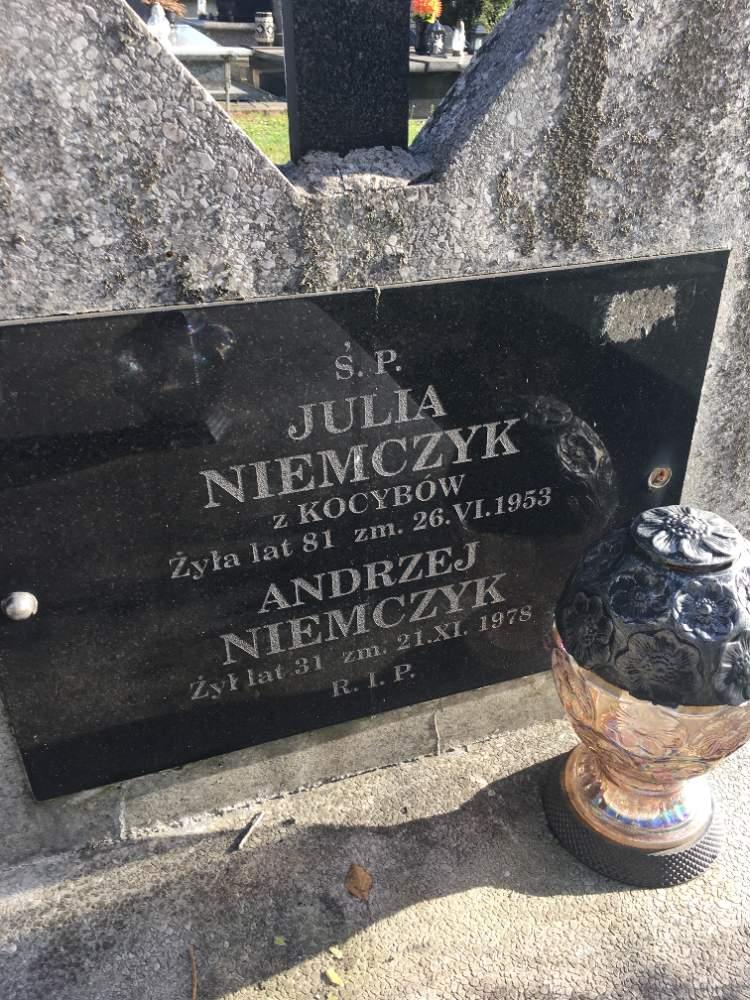 Ś. P.
JULIA
NIEMCZYK
z KOCYBÓW
Żyła lat 81 zm. 26.VI.1953
ANDRZEJ
NIEMCZYK
Żył lat 31 zm. 21.XI. 1978
R. I. P.